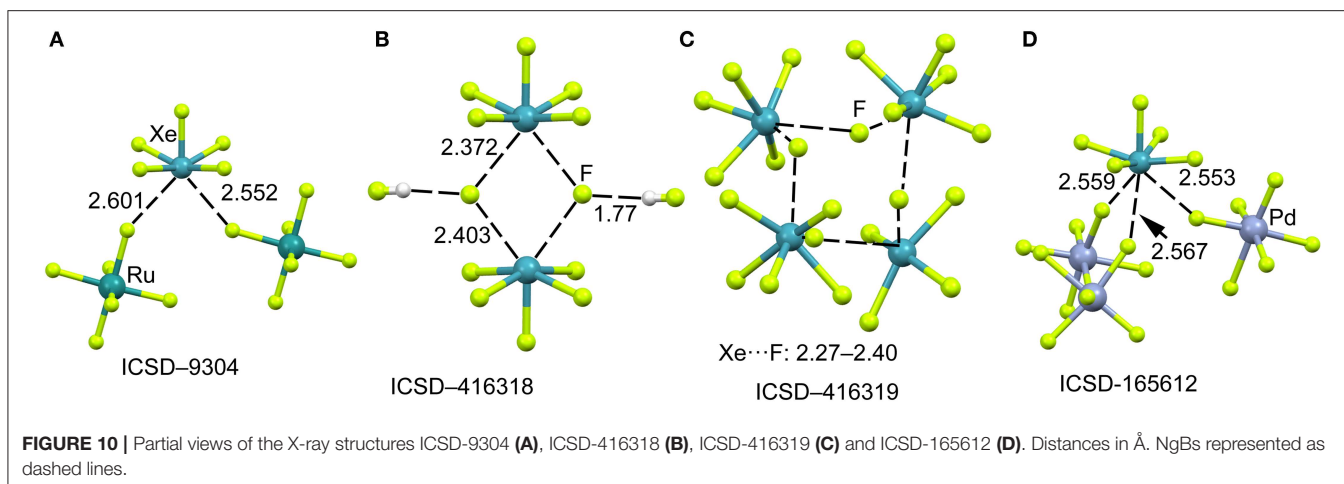 A
Xe
2.601
2.552
Ru
ICSD–9304
B
2.372
F
2.403
1.77
ICSD–416318
C
F
Xe···F: 2.27–2.40
ICSD–416319
D
2.559
2.553
Pd
2.567
ICSD-165612
FIGURE 10 | Partial views of the X-ray structures ICSD-9304 (A), ICSD-416318 (B), ICSD-416319 (C) and ICSD-165612 (D). Distances in Å. NgBs represented as
dashed lines.